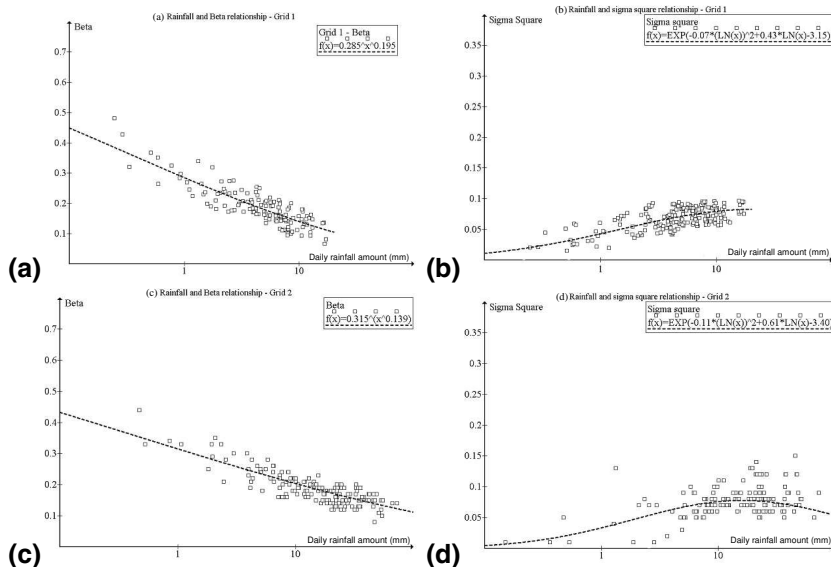 (a) Rainfall and Beta relationship - Grid 1
Beta
Grid 1 - Beta
f(x)=0.285^x^0.195
0.7
0.6
0.5
0.4
0.3
0.2
0.1
1
10
Daily rainfall amount (mm)
(a)
(b) Rainfall and sigma square relationship - Grid 1
Sigma Square
Sigma square
f(x)=EXP(-0.07*(LN(x))^2+0.43*LN(x)-3.15)
0.35
0.3
0.25
0.2
0.15
0.1
0.05
1
10
Daily rainfall amount (mm)
(b)
(c) Rainfall and Beta relationship - Grid 2
Beta
Beta
f(x)=0.315^(x^0.139)
0.7
0.6
0.5
0.4
0.3
0.2
0.1
1
10
Daily rainfall amount (mm)
(c)
(d) Rainfall and sigma square relationship - Grid 2
Sigma Square
Sigma square
f(x)=EXP(-0.11*(LN(x))^2+0.61*LN(x)-3.40)
0.35
0.3
0.25
0.2
0.15
0.1
0.05
1
10
Daily rainfall amount (mm)
(d)